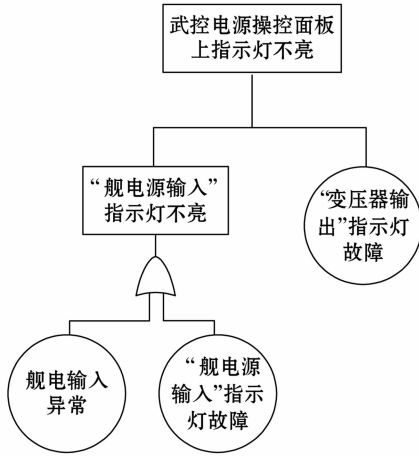 武控电源操控面板
上指示灯不亮
“舰电源输入”
指示灯不亮
“变压器输
出”指示灯
故障
舰电输入
异常
“舰电源
输入”指示
灯故障